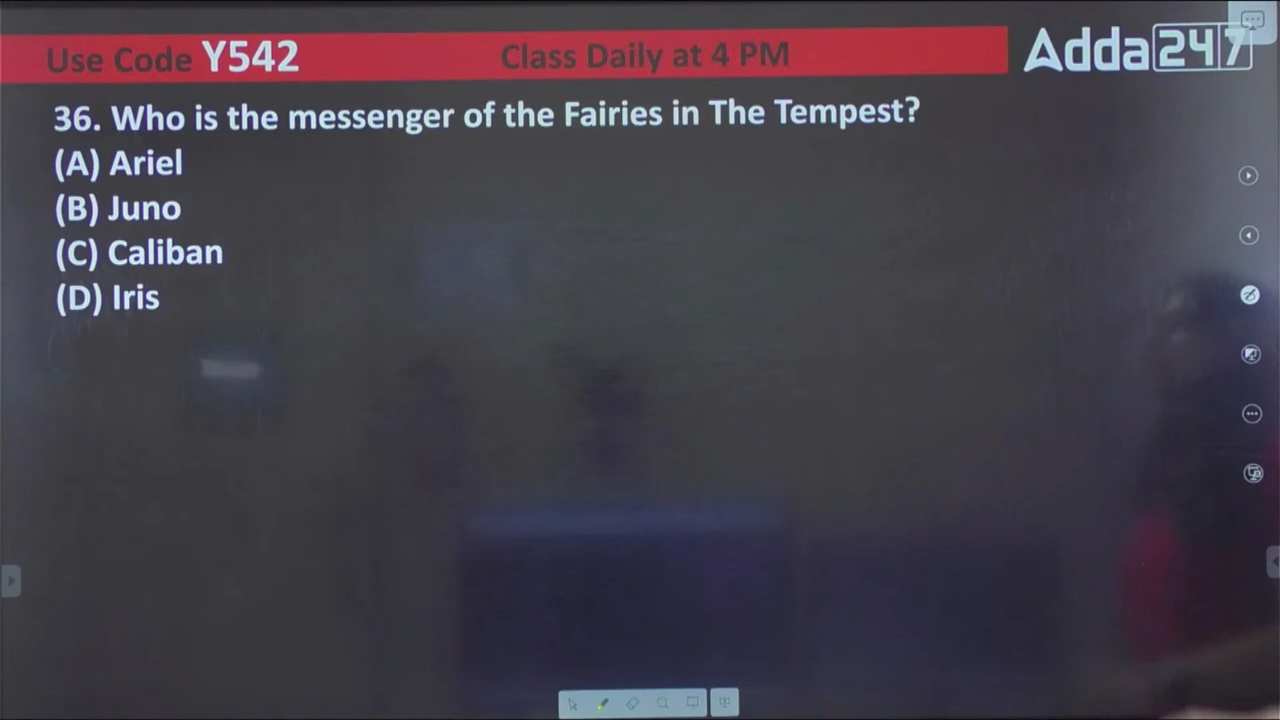 Use Code Y542 Class Daily at 4 PM
Adda247
36. Who is the messenger of the Fairies in The Tempest?
(A) Ariel
(B) Juno
(C) Caliban
(D) Iris